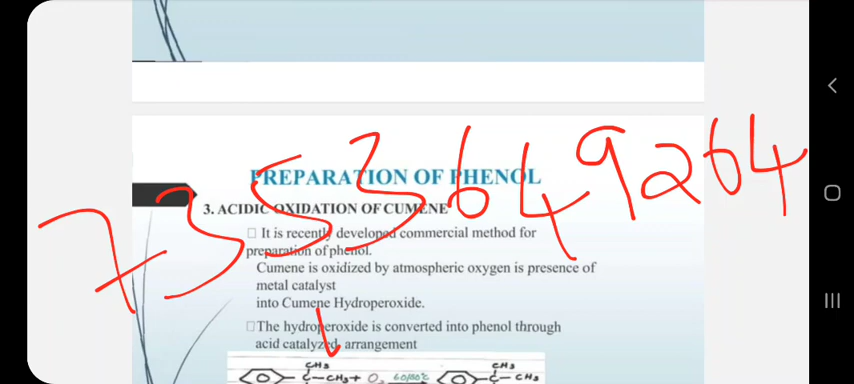 7353649264
PREPARATION OF PHENOL
3. ACIDIC OXIDATION OF CUMENE
It is recently developed commercial method for
preparation of phenol.
Cumene is oxidized by atmospheric oxygen is presence of
metal catalyst
into Cumene Hydroperoxide.
The hydroperoxide is converted into phenol through
acid catalyzed, arrangement
CH3 CH3
C-CH3+ O2 C-CH3